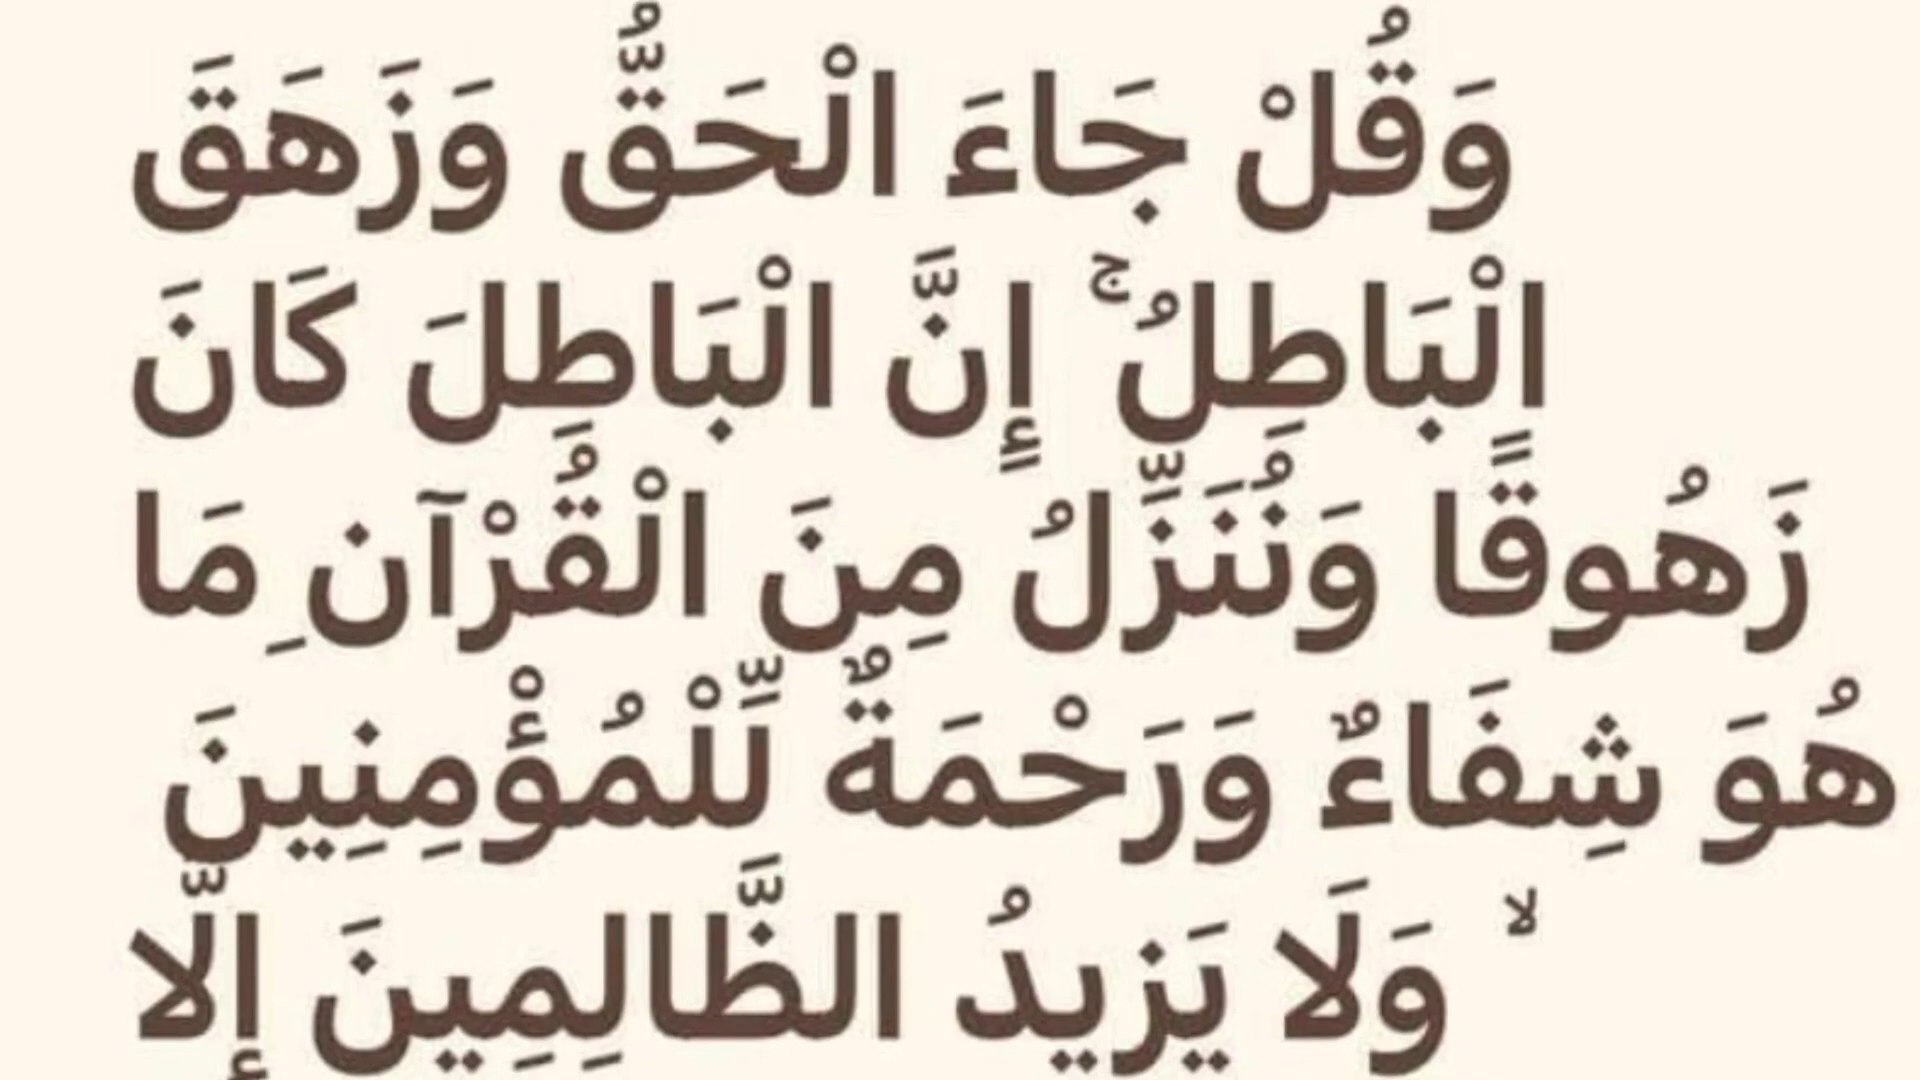 وَقُلْ جَاءَ الْحَقُّ وَزَهَقَ
الْبَاطِلُ ۚ إِنَّ الْبَاطِلَ كَانَ
زَهُوقًا وَنُنَزِّلُ مِنَ الْقُرْآن ِمَا
هُوَ شِفَاءٌ وَرَحْمَةٌ لِّلْمُؤْمِنِينَ
ۙ وَلَا يَزِيدُ الظَّالِمِينَ إِلَّا